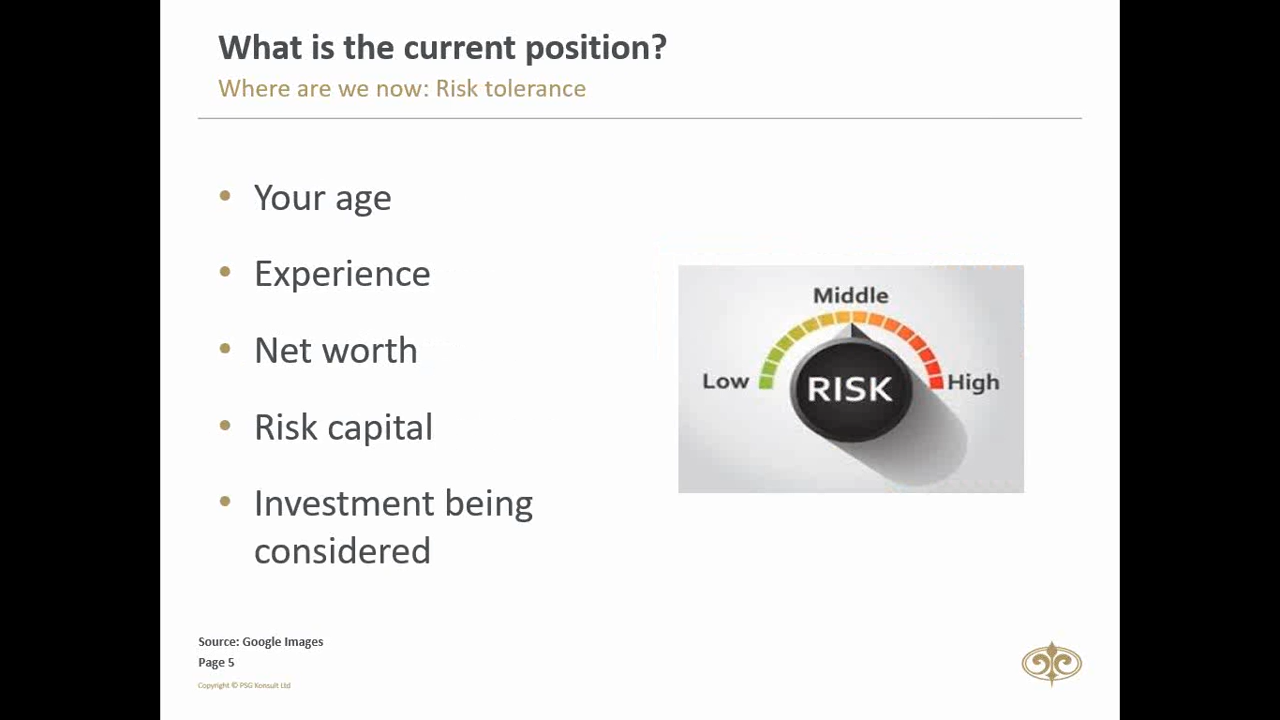 What is the current position?
Where are we now: Risk tolerance
• Your age
• Experience
• Net worth
• Risk capital
• Investment being
considered
Middle
Low
High
RISK
Source: Google Images
Page 5
Copyright © PSG Konsult Ltd